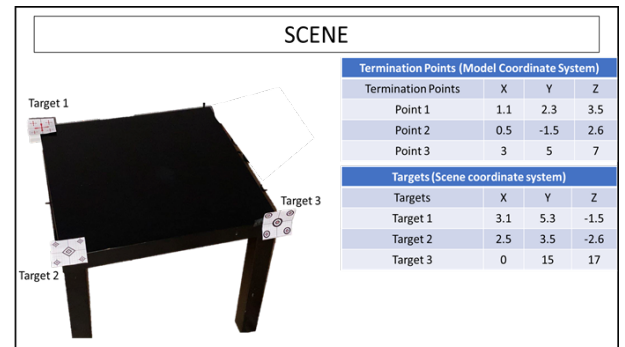 SCENE
Target 1
Target 3
Target 2
Termination Points (Model Coordinate System)
Termination Points X Y Z
Point 1 1.1 2.3 3.5
Point 2 0.5 -1.5 2.6
Point 3 3 5 7
Targets (Scene coordinate system)
Targets X Y Z
Target 1 3.1 5.3 -1.5
Target 2 2.5 3.5 -2.6
Target 3 0 15 17